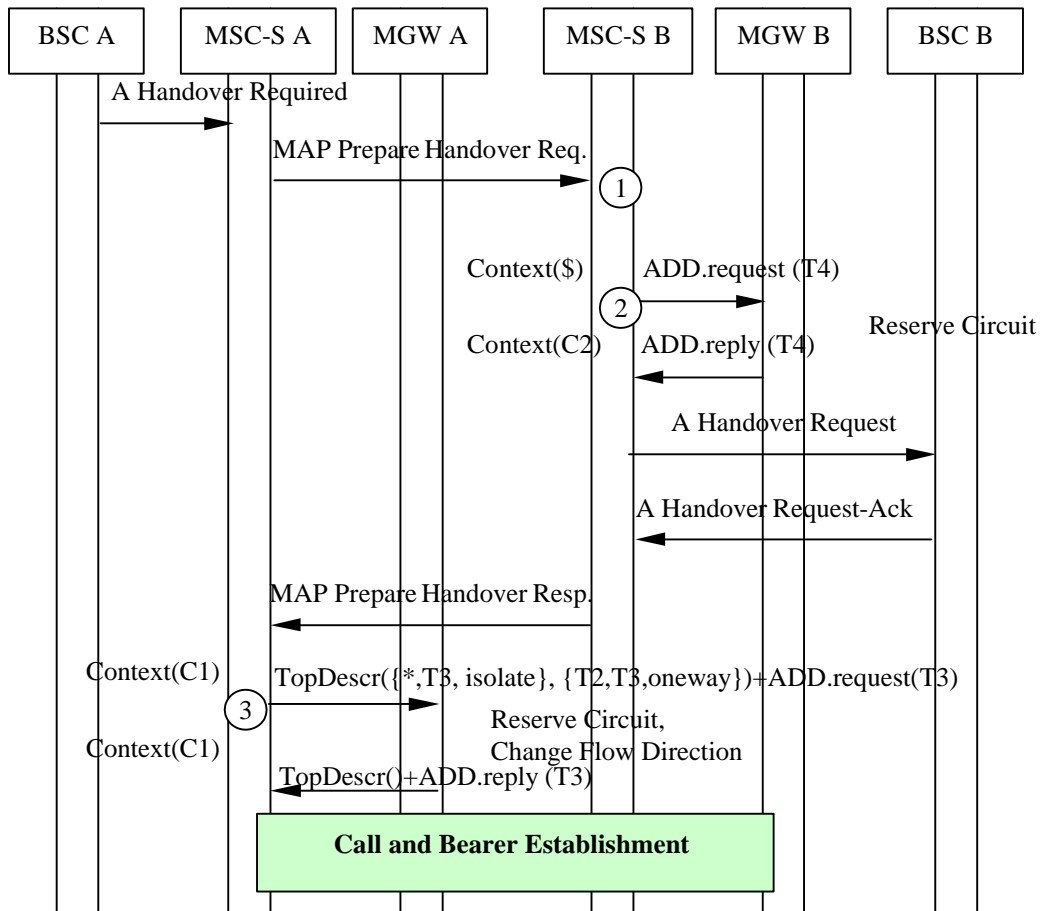 BSC A
MSC-S A
MGW A
MSC-S B
MGW B
BSC B
A Handover Required
MAP Prepare Handover Req.
1
Context($)
ADD.request (T4)
2
Reserve Circuit
Context(C2)
ADD.reply (T4)
A Handover Request
A Handover Request-Ack
MAP Prepare Handover Resp.
Context(C1)
TopDescr({*,T3, isolate}, {T2,T3,oneway})+ADD.request(T3)
3
Reserve Circuit,
Change Flow Direction
Context(C1)
TopDescr()+ADD.reply (T3)
Call and Bearer Establishment